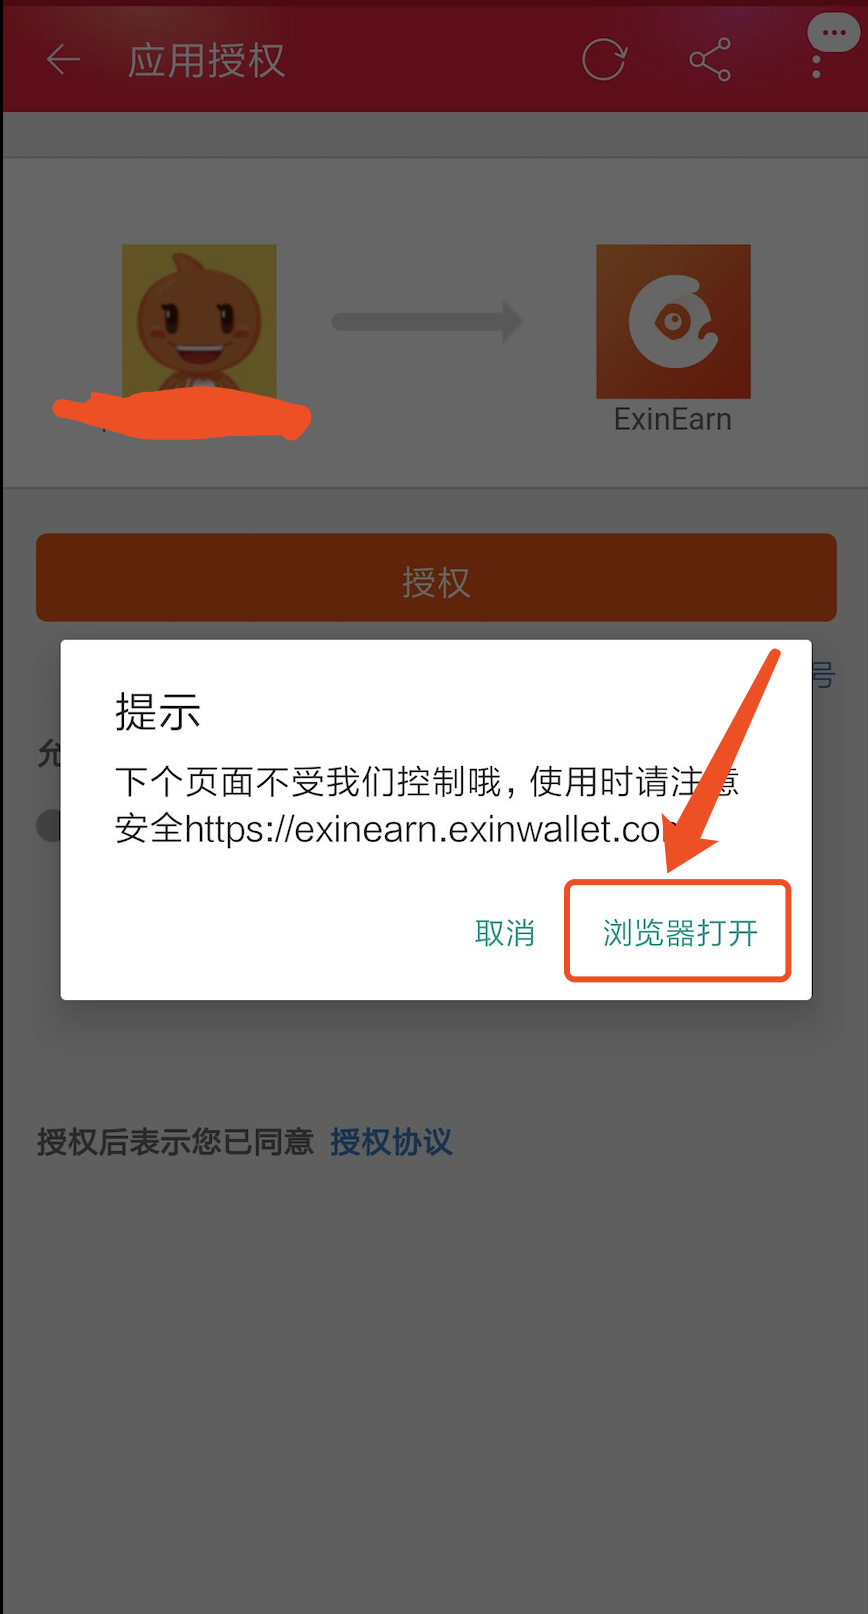 应用授权
ExinEarn
授权
号
提示
允
下个页面不受我们控制哦，使用时请注意
安全https://exinearn.exinwallet.co
取消
浏览器打开
授权后表示您已同意 授权协议